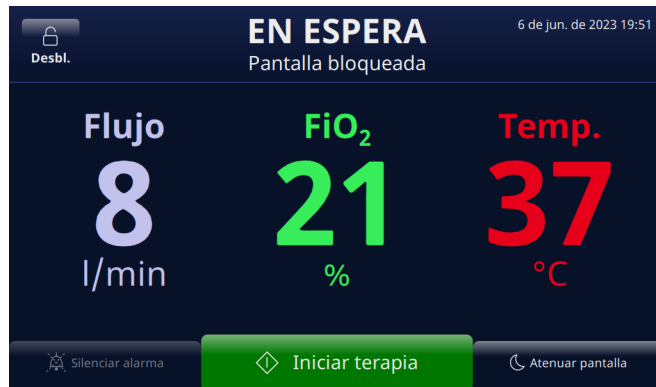 EN ESPERA
6 de jun. de 2023 19:51
Desbl.
Pantalla bloqueada
Flujo FiO₂ Temp.
8 21 37
l/min % °C
Silenciar alarma
Iniciar terapia
Atenuar pantalla